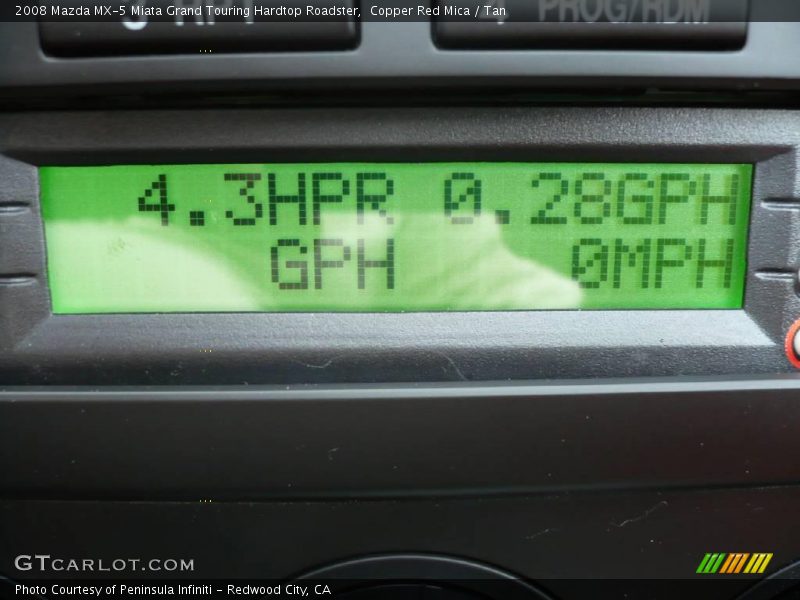 2008 Mazda MX-5 Miata Grand Touring Hardtop Roadster,  Copper Red Mica / Tan
PROG/RDM
4.3HPR 0.28GPH
GPH 0MPH
GTCARLOT.COM
Photo Courtesy of Peninsula Infiniti - Redwood City, CA